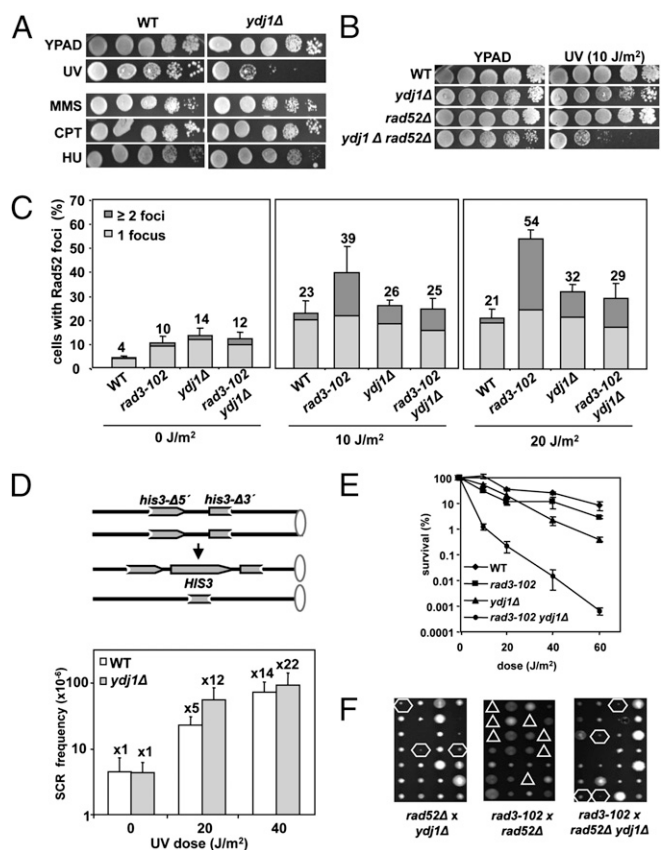 A
WT
ydj1Δ
YPAD
UV
MMS
CPT
HU
B
YPAD
UV (10 J/m²)
WT
ydj1Δ
rad52Δ
ydj1 Δ rad52Δ
C
cells with Rad52 foci (%)
70
60
50
40
30
20
10
0
≥ 2 foci
1 focus
4
10
14
12
23
39
26
25
21
54
32
29
WT
rad3-102
ydj1Δ
rad3-102
ydj1Δ
WT
rad3-102
ydj1Δ
rad3-102
ydj1Δ
WT
rad3-102
ydj1Δ
rad3-102
ydj1Δ
0 J/m²
10 J/m²
20 J/m²
D
his3-Δ5´
his3-Δ3´
HIS3
SCR frequency (x10⁻⁶)
100
10
1
WT
ydj1Δ
x1
x1
x5
x12
x14
x22
0
20
40
UV dose (J/m²)
E
survival (%)
100
10
1
0.1
0.01
0.001
0.0001
WT
rad3-102
ydj1Δ
rad3-102 ydj1Δ
0
20
40
60
dose (J/m²)
F
rad52Δ x
ydj1Δ
rad3-102 x
rad52Δ
rad3-102 x
rad52Δ ydj1Δ